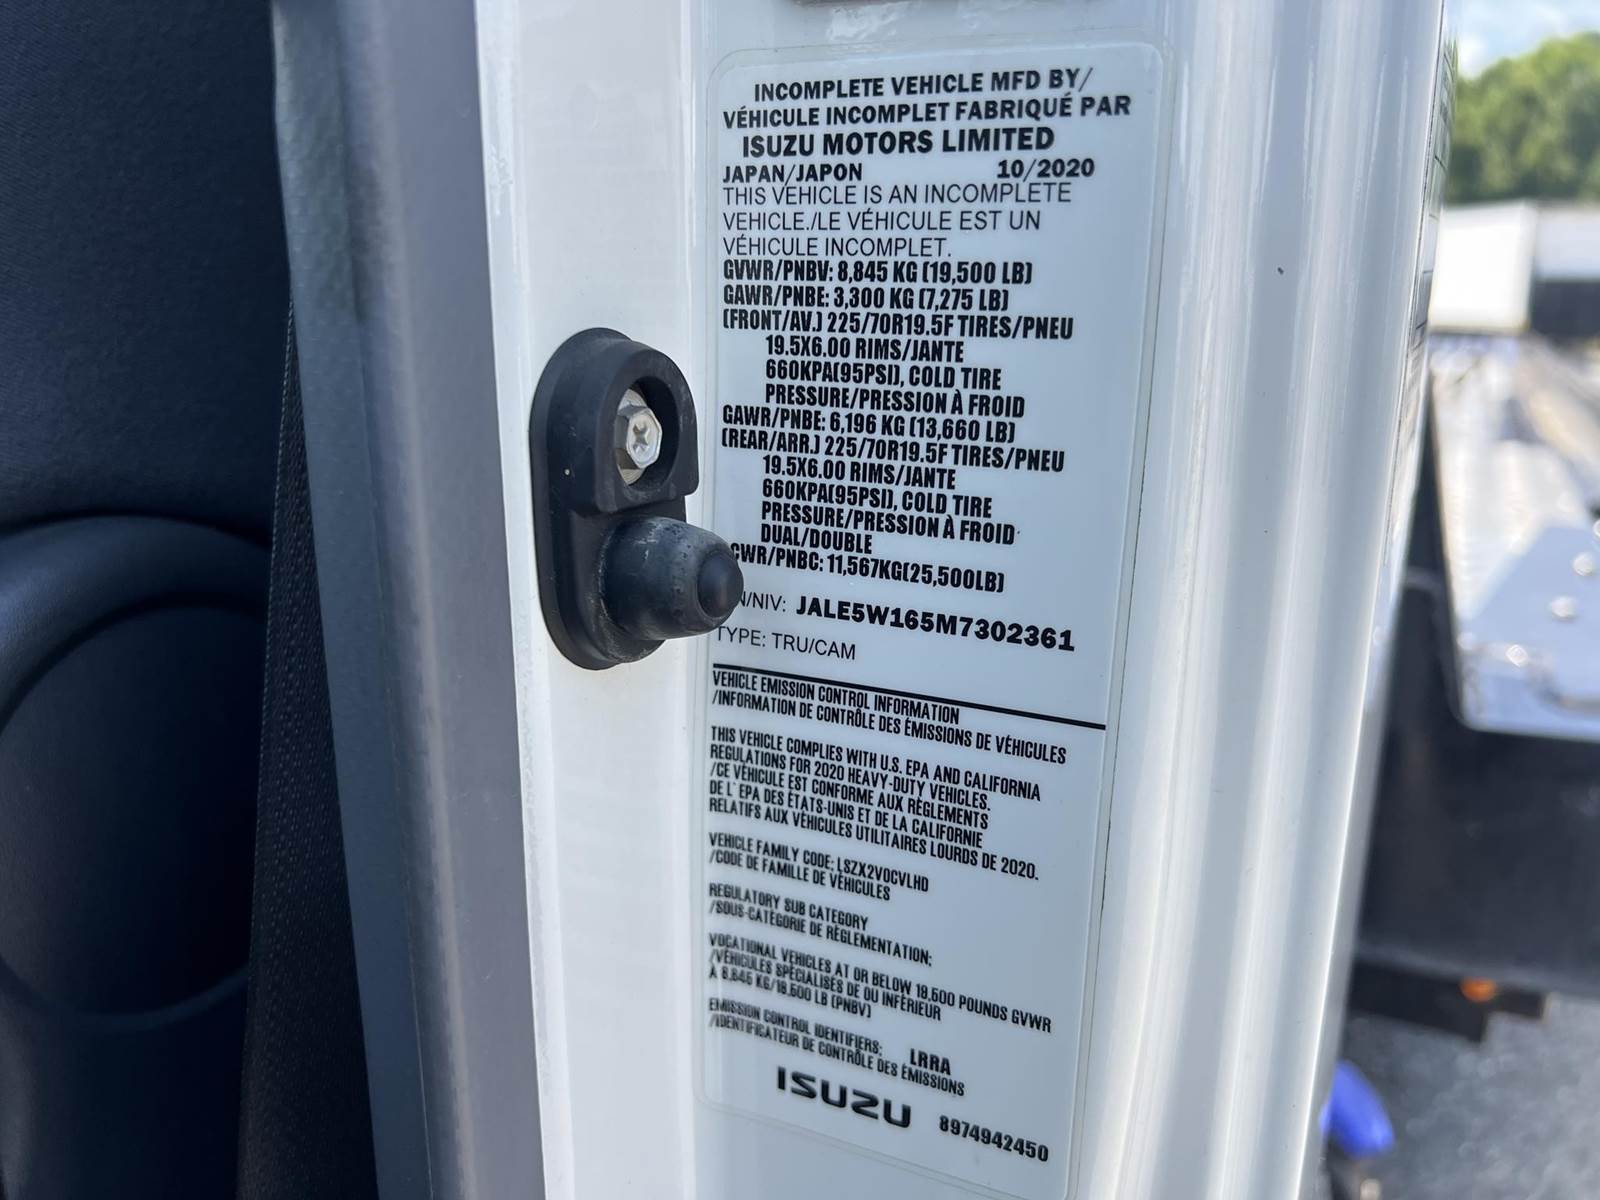 INCOMPLETE VEHICLE MFD BY/
VÉHICULE INCOMPLET FABRIQUÉ PAR
ISUZU MOTORS LIMITED
JAPAN/JAPON 10/2020
THIS VEHICLE IS AN INCOMPLETE
VEHICLE./LE VÉHICULE EST UN
VÉHICULE INCOMPLET.
GVWR/PNBV: 8,845 KG (19,500 LB)
GAWR/PNBE: 3,300 KG (7,275 LB)
(FRONT/AV.) 225/70R19.5F TIRES/PNEU
19.5X6.00 RIMS/JANTE
660KPA(95PSI), COLD TIRE
PRESSURE/PRESSION À FROID
GAWR/PNBE: 6,196 KG (13,660 LB)
(REAR/ARR.) 225/70R19.5F TIRES/PNEU
19.5X6.00 RIMS/JANTE
660KPA(95PSI), COLD TIRE
PRESSURE/PRESSION À FROID
DUAL/DOUBLE
CWR/PNBC: 11,567KG(25,500LB)
N/NIV: JALE5W165M7302361
TYPE: TRU/CAM
VEHICLE EMISSION CONTROL INFORMATION
/INFORMATION DE CONTRÔLE DES ÉMISSIONS DE VÉHICULES
THIS VEHICLE COMPLIES WITH U.S. EPA AND CALIFORNIA
REGULATIONS FOR 2020 HEAVY-DUTY VEHICLES.
/CE VÉHICULE EST CONFORME AUX RÈGLEMENTS
DE L'EPA DES ÉTATS-UNIS ET DE LA CALIFORNIE
RELATIFS AUX VÉHICULES UTILITAIRES LOURDS DE 2020.
VEHICLE FAMILY CODE: LSZX2VOCVLHD
/CODE DE FAMILLE DE VÉHICULES
REGULATORY SUB CATEGORY
/SOUS-CATÉGORIE DE RÈGLEMENTATION:
VOCATIONAL VEHICLES AT OR BELOW 19,500 POUNDS GVWR
/VÉHICULES SPÉCIALISÉS DE OU INFÉRIEUR
À 8,845 KG/19,500 LB (PNBV)
EMISSION CONTROL IDENTIFIERS: LRRA
/IDENTIFICATEUR DE CONTRÔLE DES ÉMISSIONS
ISUZU 8974942450